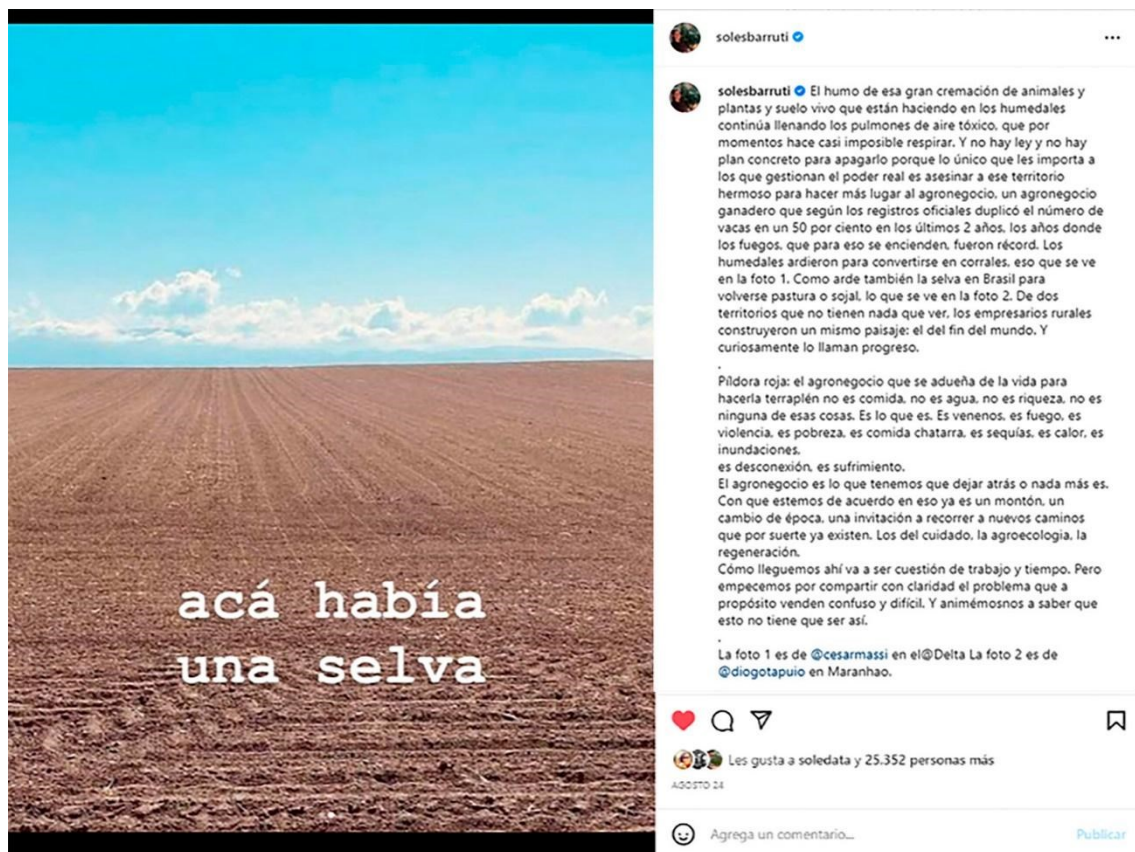 solesbarruti
solesbarruti El humo de esa gran cremación de animales y
plantas y suelo vivo que están haciendo en los humedales
continúa llenando los pulmones de aire tóxico, que por
momentos hace casi imposible respirar. Y no hay ley y no hay
plan concreto para apagarlo porque lo único que les importa a
los que gestionan el poder real es asesinar a ese territorio
hermoso para hacer más lugar al agronegocio, un agronegocio
ganadero que según los registros oficiales duplicó el número de
vacas en un 50 por ciento en los últimos 2 años, los años donde
los fuegos, que para eso se encienden, fueron récord. Los
humedales ardieron para convertirse en corrales, eso que se ve
en la foto 1. Como arde también la selva en Brasil para
volverse pastura o sojal, lo que se ve en la foto 2. De dos
territorios que no tienen nada que ver, los empresarios rurales
construyeron un mismo paisaje: el del fin del mundo. Y
curiosamente lo llaman progreso.
.
Píldora roja: el agronegocio que se adueña de la vida para
hacerla terraplén no es comida, no es agua, no es riqueza, no es
ninguna de esas cosas. Es lo que es. Es venenos, es fuego, es
violencia, es pobreza, es comida chatarra, es sequías, es calor, es
inundaciones,
es desconexión, es sufrimiento.
El agronegocio es lo que tenemos que dejar atrás o nada más es.
Con que estemos de acuerdo en eso ya es un montón, un
cambio de época, una invitación a recorrer a nuevos caminos
que por suerte ya existen. Los del cuidado, la agroecologia, la
regeneración.
Cómo lleguemos ahí va a ser cuestión de trabajo y tiempo. Pero
empecemos por compartir con claridad el problema que a
propósito venden confuso y difícil. Y animémosnos a saber que
esto no tiene que ser así.
.
La foto 1 es de @cesarmassi en el@Delta La foto 2 es de
@diogotapuio en Maranhao.
acá había
una selva
Les gusta a soledata y 25.352 personas más
AGOSTO 24
Agrega un comentario...
Publicar